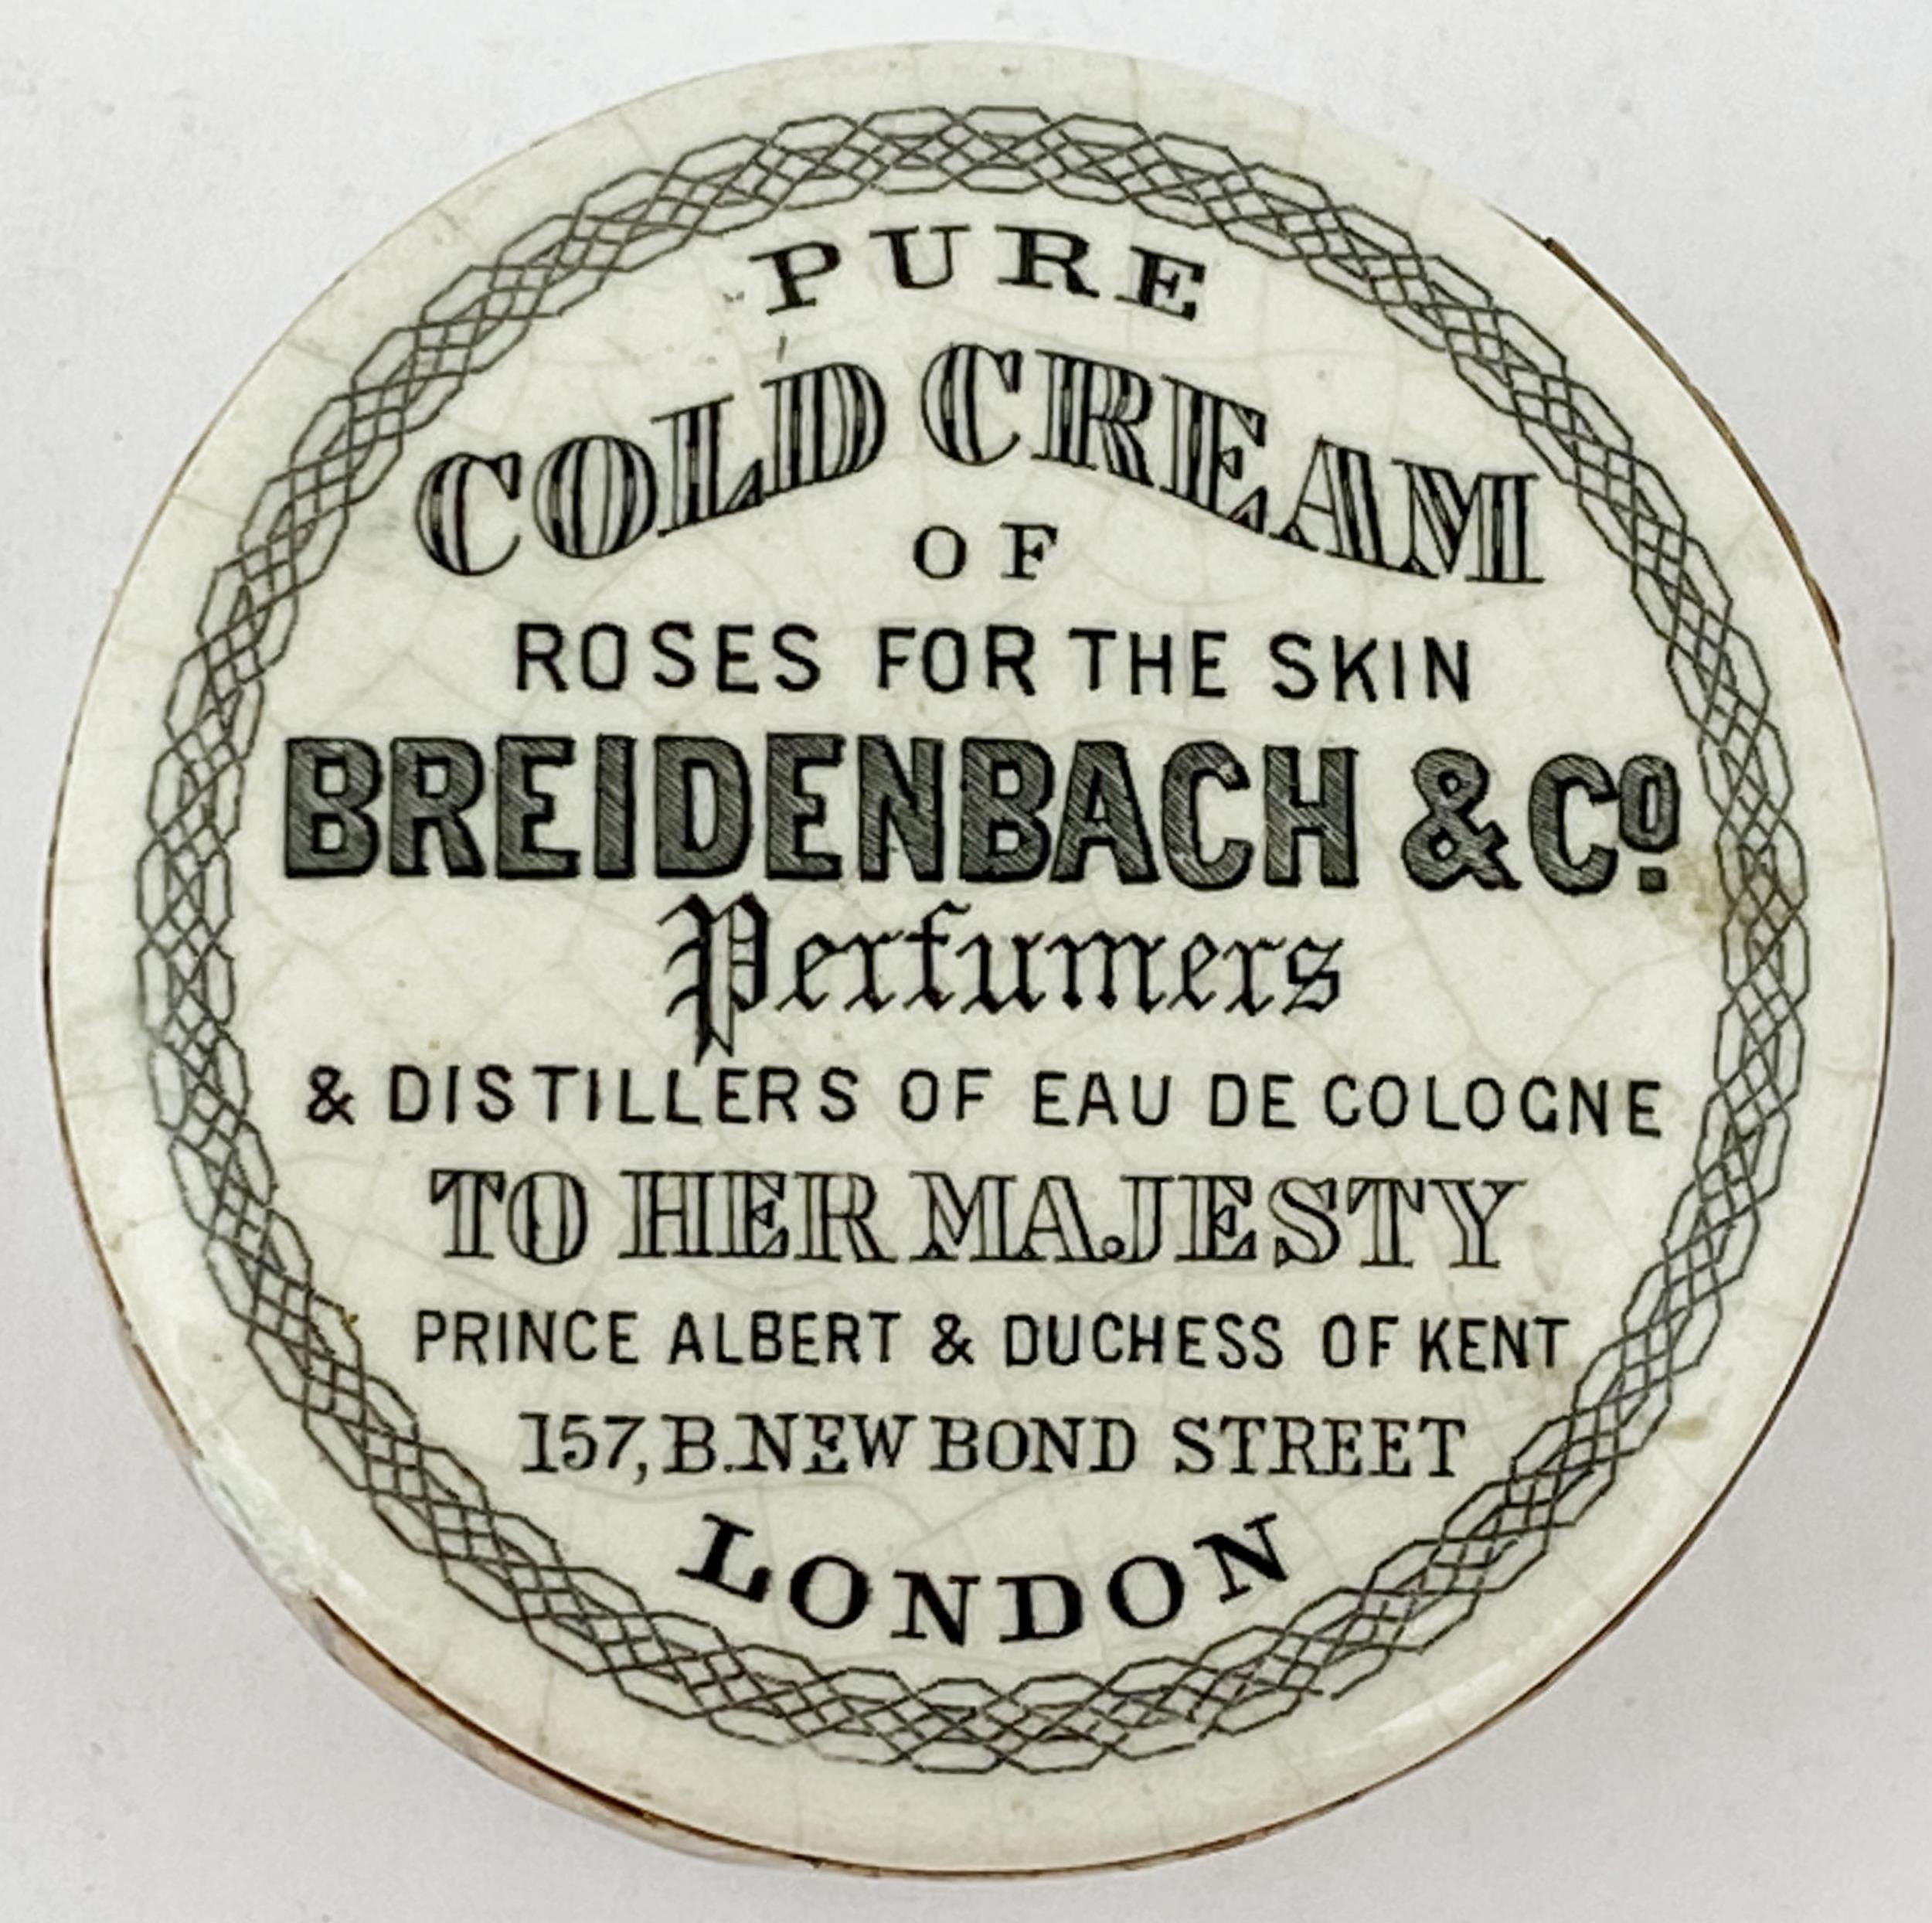 PURE
COLD CREAM
OF
ROSES FOR THE SKIN
BREIDENBACH & Cº.
Perfumers
& DISTILLERS OF EAU DE COLOGNE
TO HER MAJESTY
PRINCE ALBERT & DUCHESS OF KENT
157, B. NEW BOND STREET
LONDON